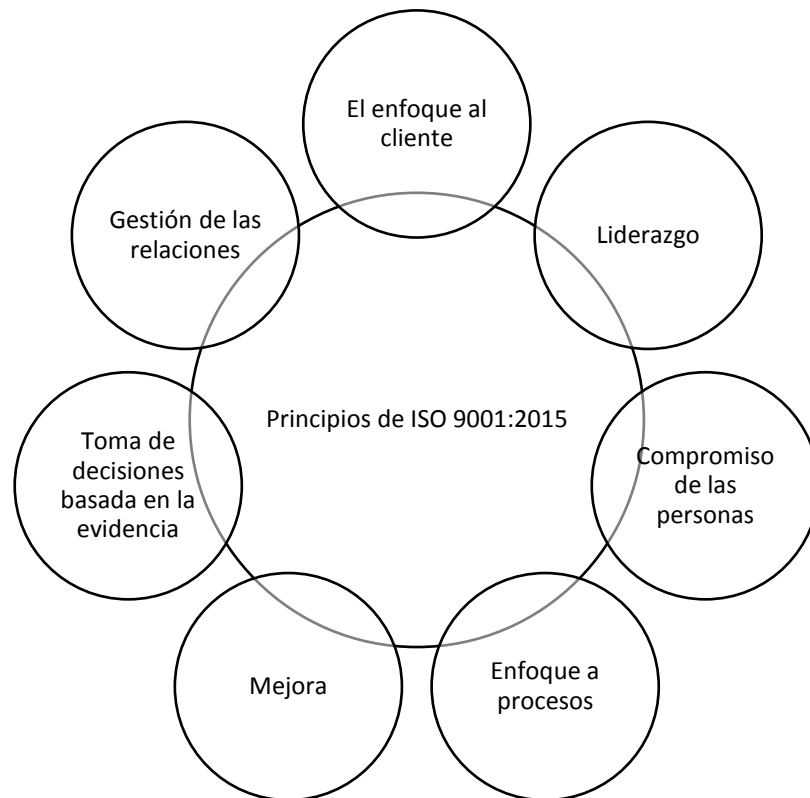 El enfoque al
cliente
Liderazgo
Compromiso
de las
personas
Enfoque a
procesos
Mejora
Toma de
decisiones
basada en la
evidencia
Gestión de las
relaciones
Principios de ISO 9001:2015